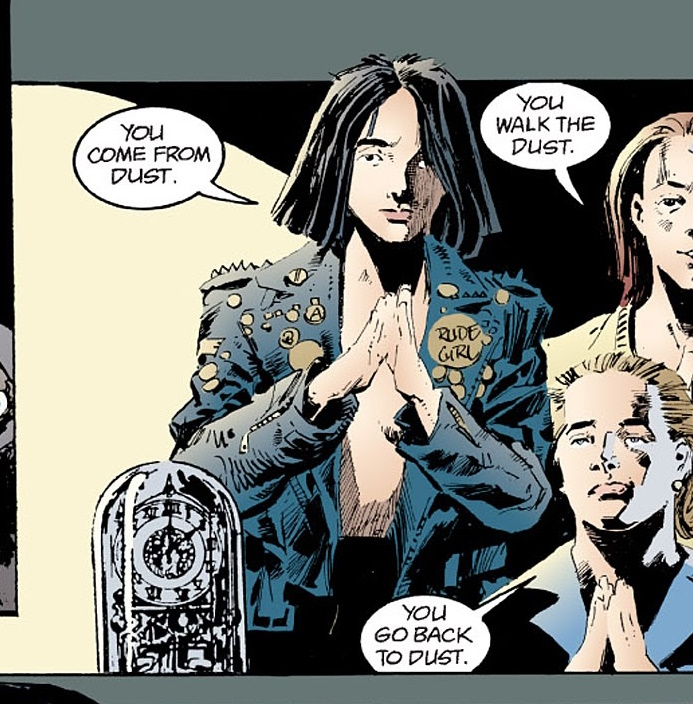 YOU
COME FROM
DUST.
YOU
WALK THE
DUST.
A
RUDE
GIRL
YOU
GO BACK
TO DUST.